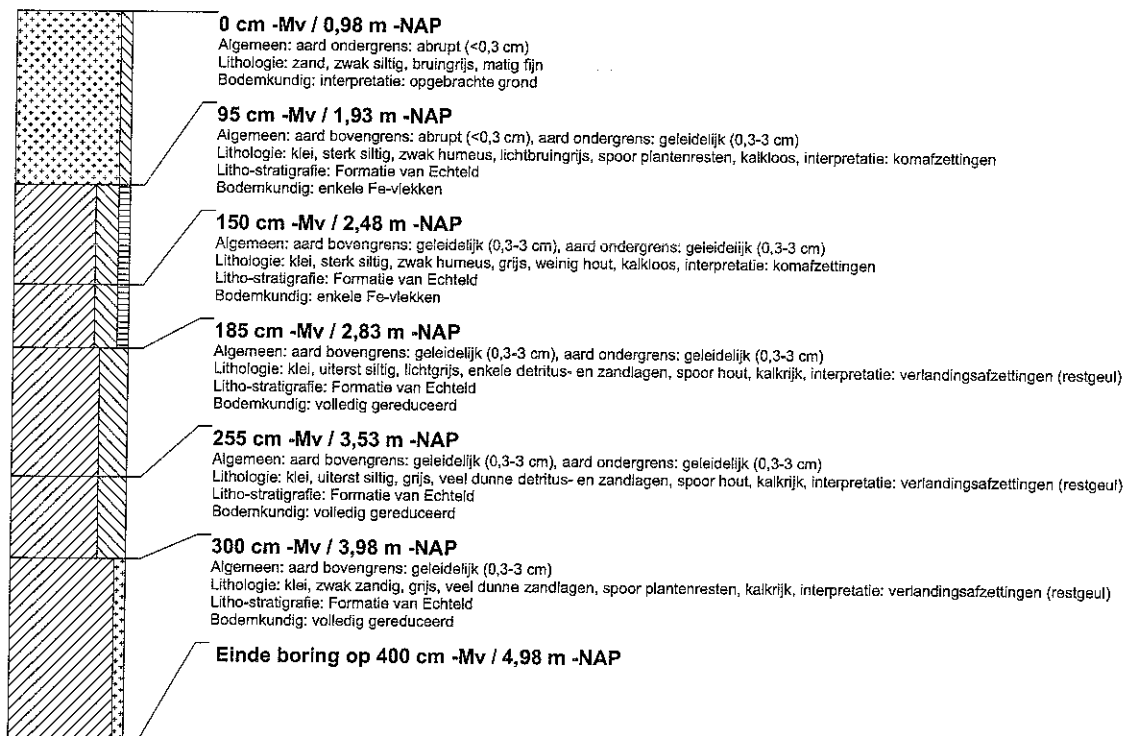 0 cm -Mv / 0,98 m -NAP
Algemeen: aard ondergrens: abrupt (<0,3 cm)
Lithologie: zand, zwak siltig, bruingrijs, matig fijn
Bodemkundig: interpretatie: opgebrachte grond
95 cm -Mv / 1,93 m -NAP
Algemeen: aard bovengrens: abrupt (<0,3 cm), aard ondergrens: geleidelijk (0,3-3 cm)
Lithologie: klei, sterk siltig, zwak humeus, lichtbruingrijs, spoor plantenresten, kalkloos, interpretatie: komafzettingen
Litho-stratigrafie: Formatie van Echteld
Bodemkundig: enkele Fe-vlekken
150 cm -Mv / 2,48 m -NAP
Algemeen: aard bovengrens: geleidelijk (0,3-3 cm), aard ondergrens: geleidelijk (0,3-3 cm)
Lithologie: klei, sterk siltig, zwak humeus, grijs, weinig hout, kalkloos, interpretatie: komafzettingen
Litho-stratigrafie: Formatie van Echteld
Bodemkundig: enkele Fe-vlekken
185 cm -Mv / 2,83 m -NAP
Algemeen: aard bovengrens: geleidelijk (0,3-3 cm), aard ondergrens: geleidelijk (0,3-3 cm)
Lithologie: klei, uiterst siltig, lichtgrijs, enkele detritus- en zandlagen, spoor hout, kalkrijk, interpretatie: verlandingsafzettingen (restgeul)
Litho-stratigrafie: Formatie van Echteld
Bodemkundig: volledig gereduceerd
255 cm -Mv / 3,53 m -NAP
Algemeen: aard bovengrens: geleidelijk (0,3-3 cm), aard ondergrens: geleidelijk (0,3-3 cm)
Lithologie: klei, uiterst siltig, grijs, veel dunne detritus- en zandlagen, spoor hout, kalkrijk, interpretatie: verlandingsafzettingen (restgeul)
Litho-stratigrafie: Formatie van Echteld
Bodemkundig: volledig gereduceerd
300 cm -Mv / 3,98 m -NAP
Algemeen: aard bovengrens: geleidelijk (0,3-3 cm)
Lithologie: klei, zwak zandig, grijs, veel dunne zandlagen, spoor plantenresten, kalkrijk, interpretatie: verlandingsafzettingen (restgeul)
Litho-stratigrafie: Formatie van Echteld
Bodemkundig: volledig gereduceerd
Einde boring op 400 cm -Mv / 4,98 m -NAP